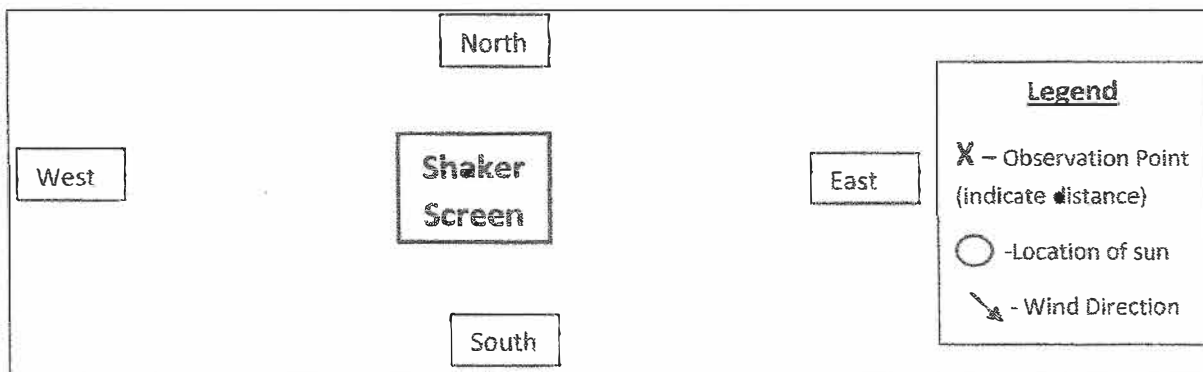 North
West
Shaker
Screen
East
South
Legend
X – Observation Point
(indicate distance)
-Location of sun
- Wind Direction